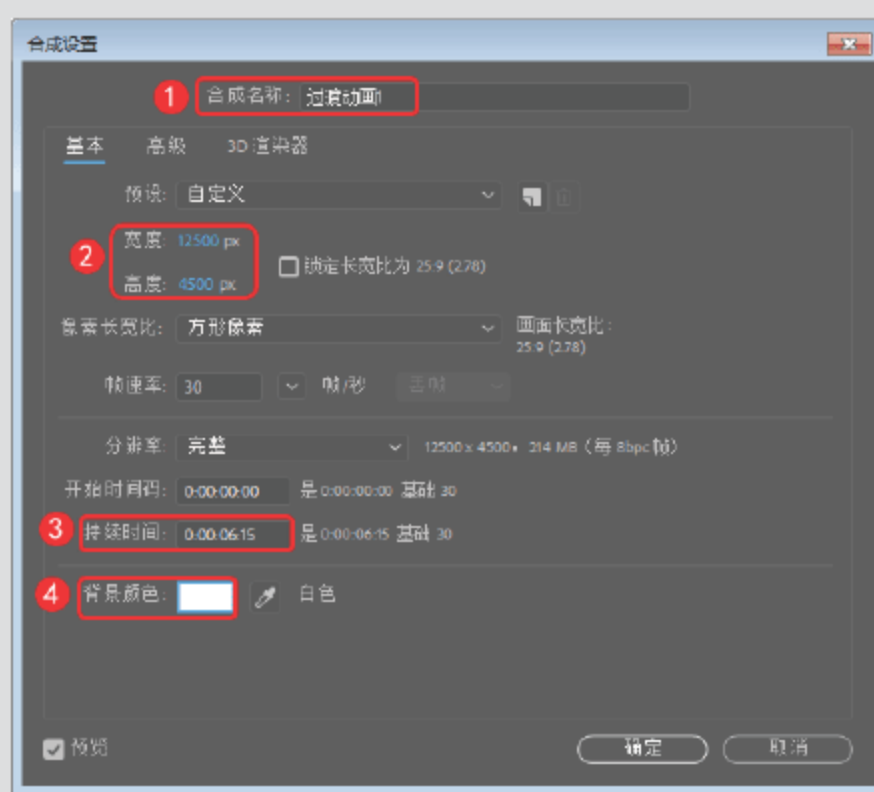 合成设置
1 合成名称: 过渡动画
基本 高级 3D 渲染器
预设: 自定义
2 宽度: 12500 px
锁定长宽比为 25:9 (2.78)
高度: 4500 px
像素长宽比: 方形像素 画面长宽比:
25:9 (2.78)
帧速率: 30 帧/秒 丢帧
分辨率: 完整 12500 x 4500，214 MB（每 8bpc 帧）
开始时间码: 0:00:00:00 是 0:00:00:00 基础 30
3 持续时间: 0:00:06:15 是 0:00:06:15 基础 30
4 背景颜色: 白色
预览 确定 取消